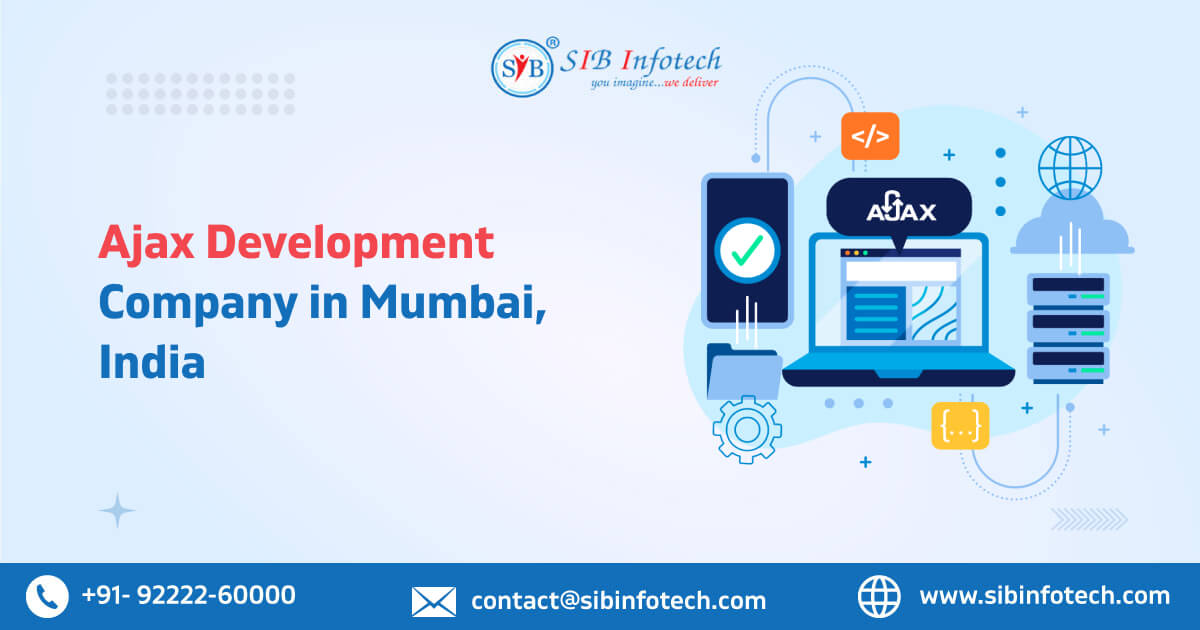 SIB ® SIB Infotech
you imagine...we deliver
</>
AJAX
Ajax Development
Company in Mumbai,
India
{...}
+91- 92222-60000
contact@sibinfotech.com
www.sibinfotech.com